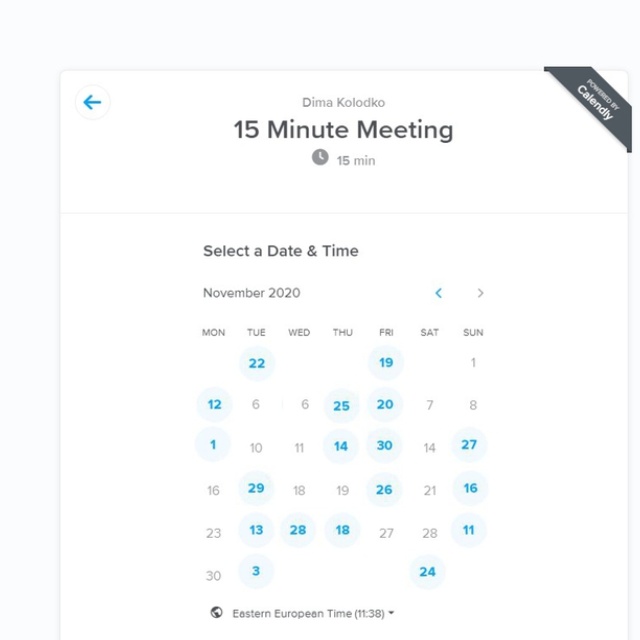 Dima Kolodko
15 Minute Meeting
15 min
POWERED BY
Calendly
Select a Date & Time
November 2020
MON TUE WED THU FRI SAT SUN
22 19 1
12 6 6 25 20 7 8
1 10 11 14 30 14 27
16 29 18 19 26 21 16
23 13 28 18 27 28 11
30 3 24
Eastern European Time (11:38)